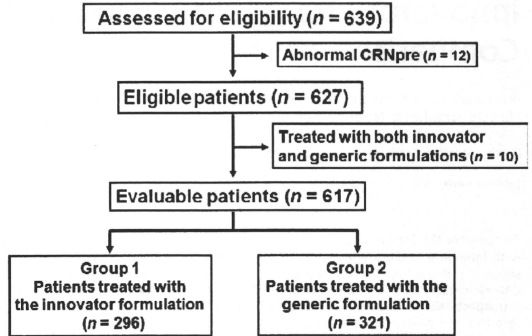 Assessed for eligibility (n = 639)
Abnormal CRNpre (n = 12)
Eligible patients (n = 627)
Treated with both innovator
and generic formulations (n = 10)
Evaluable patients (n = 617)
Group 1
Patients treated with
the innovator formulation
(n = 296)
Group 2
Patients treated with the
generic formulation
(n = 321)